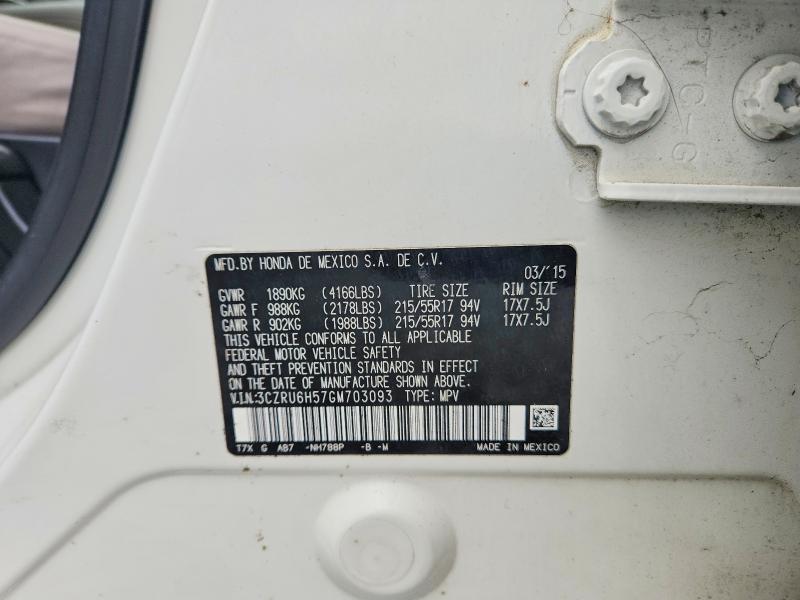 PTC-G
MFD.BY HONDA DE MEXICO S.A. DE C.V. 03/'15
GVWR 1890KG (4166LBS) TIRE SIZE RIM SIZE
GAWR F 988KG (2178LBS) 215/55R17 94V 17X7.5J
GAWR R 902KG (1988LBS) 215/55R17 94V 17X7.5J
THIS VEHICLE CONFORMS TO ALL APPLICABLE
FEDERAL MOTOR VEHICLE SAFETY
AND THEFT PREVENTION STANDARDS IN EFFECT
ON THE DATE OF MANUFACTURE SHOWN ABOVE.
V.I.N.:3CZRU6H57GM703093 TYPE: MPV
T7X G AB7 -NH788P -B -M MADE IN MEXICO